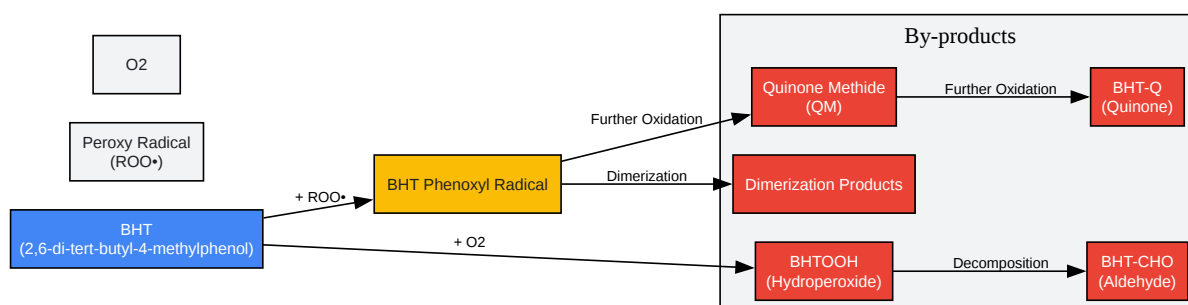 By-products
O2
Quinone Methide
(QM)
Further Oxidation
BHT-Q
(Quinone)
Further Oxidation
Peroxy Radical
(ROO•)
BHT Phenoxyl Radical
Dimerization
Dimerization Products
+ ROO•
BHT
(2,6-di-tert-butyl-4-methylphenol)
+ O2
BHTOOH
(Hydroperoxide)
Decomposition
BHT-CHO
(Aldehyde)